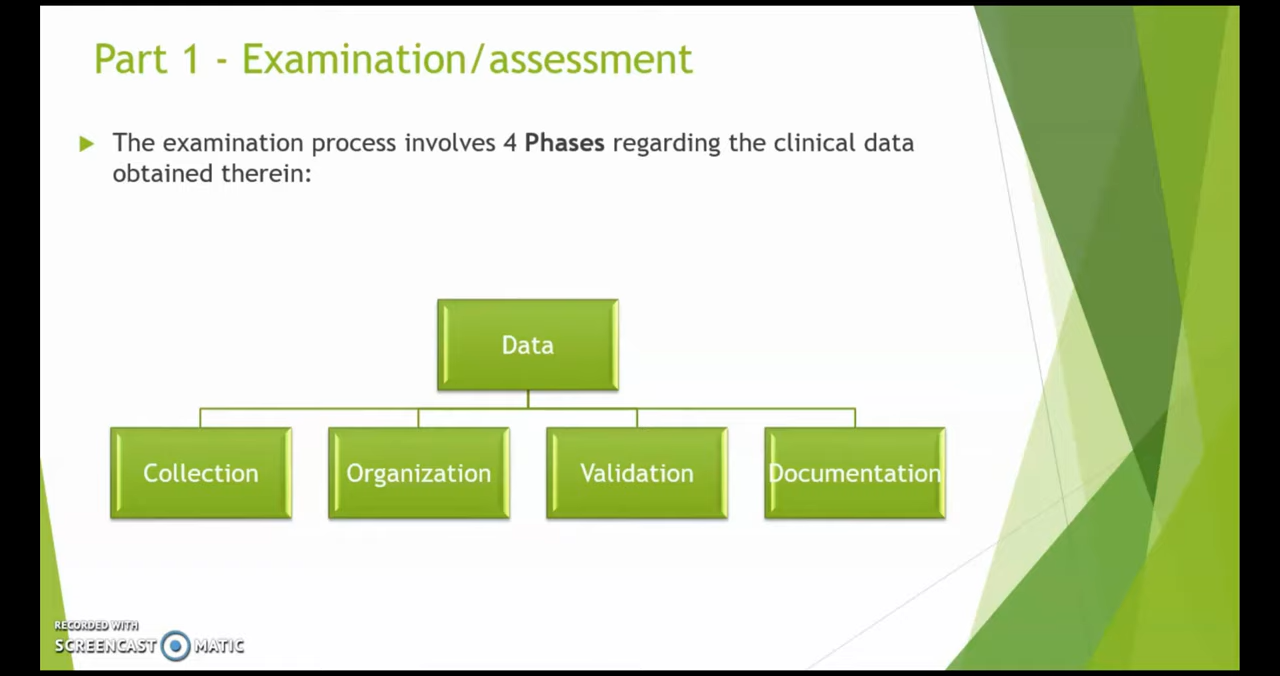 Part 1 - Examination/assessment
The examination process involves 4 Phases regarding the clinical data
obtained therein:
Data
Collection
Organization
Validation
Documentation
RECORDED WITH
SCREENCAST MATIC